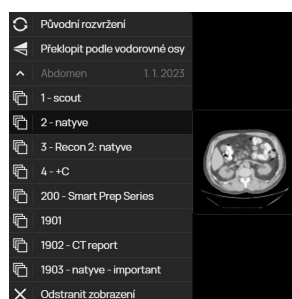 Původní rozvržení
Překlopit podle vodorovné osy
Abdomen 1. 1. 2023
1 - scout
2 - natyve
3 - Recon 2: natyve
4 - +C
200 - Smart Prep Series
1901
1902 - CT report
1903 - natyve - important
Odstranit zobrazení